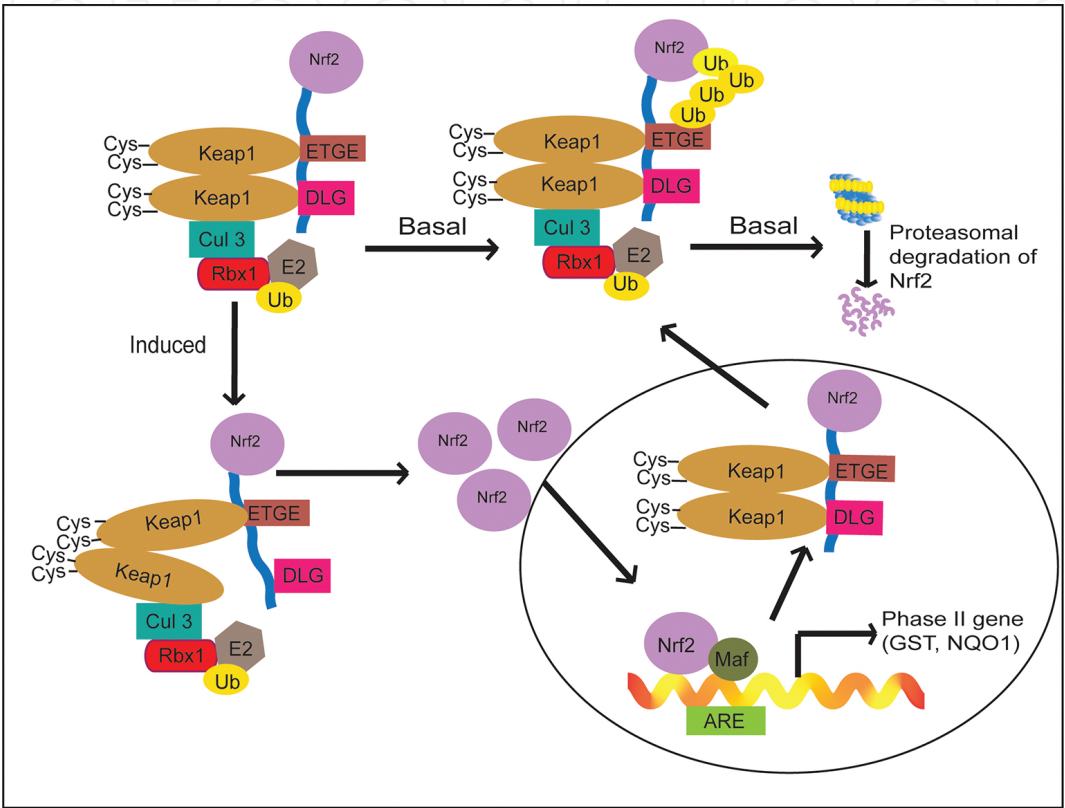 Nrf2
Cys
Cys
Keap1
ETGE
Cys
Cys
Keap1
DLG
Cul 3
Rbx1
E2
Ub
Basal
Nrf2
Ub
Ub
Ub
Ub
Cys
Cys
Keap1
ETGE
Cys
Cys
Keap1
DLG
Cul 3
Rbx1
E2
Ub
Basal
Proteasomal
degradation of
Nrf2
Induced
Nrf2
Cys
Cys
Keap1
ETGE
Cys
Cys
Keap1
DLG
Cul 3
Rbx1
E2
Ub
Nrf2
Nrf2
Nrf2
Nrf2
Cys
Cys
Keap1
ETGE
Cys
Cys
Keap1
DLG
Nrf2
Maf
ARE
Phase II gene
(GST, NQO1)